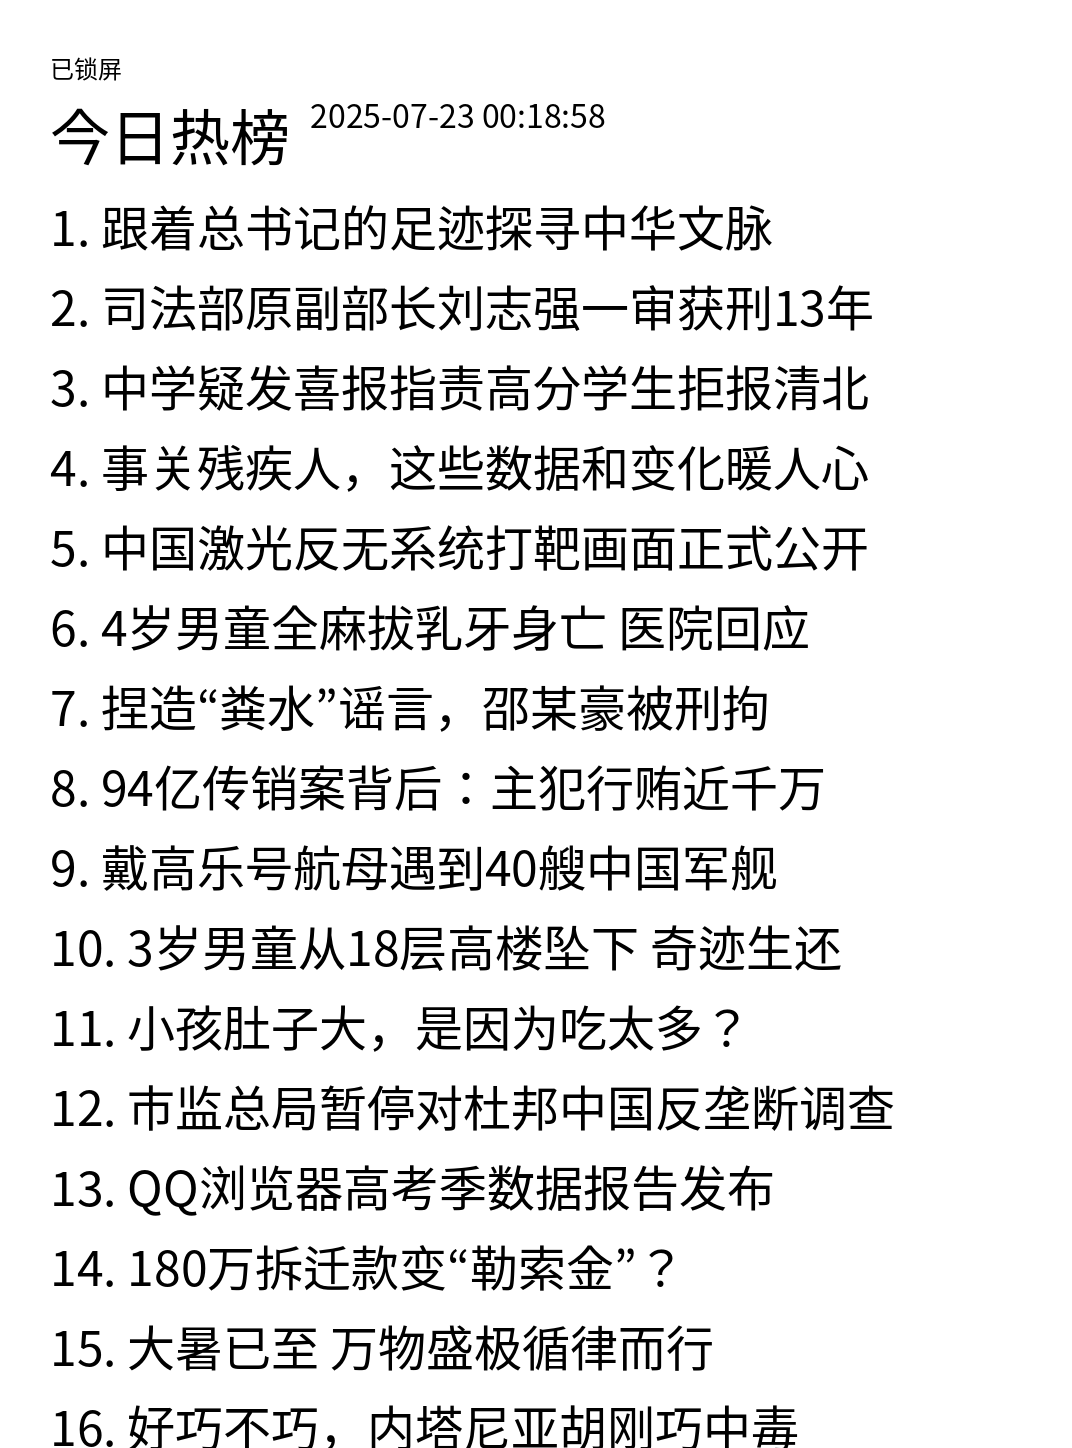 已锁屏
今日热榜 2025-07-23 00:18:58
1. 跟着总书记的足迹探寻中华文脉
2. 司法部原副部长刘志强一审获刑13年
3. 中学疑发喜报指责高分学生拒报清北
4. 事关残疾人，这些数据和变化暖人心
5. 中国激光反无系统打靶画面正式公开
6. 4岁男童全麻拔乳牙身亡 医院回应
7. 捏造“粪水”谣言，邵某豪被刑拘
8. 94亿传销案背后：主犯行贿近千万
9. 戴高乐号航母遇到40艘中国军舰
10. 3岁男童从18层高楼坠下 奇迹生还
11. 小孩肚子大，是因为吃太多？
12. 市监总局暂停对杜邦中国反垄断调查
13. QQ浏览器高考季数据报告发布
14. 180万拆迁款变“勒索金”？
15. 大暑已至 万物盛极循律而行
16. 好巧不巧，内塔尼亚胡刚巧中毒